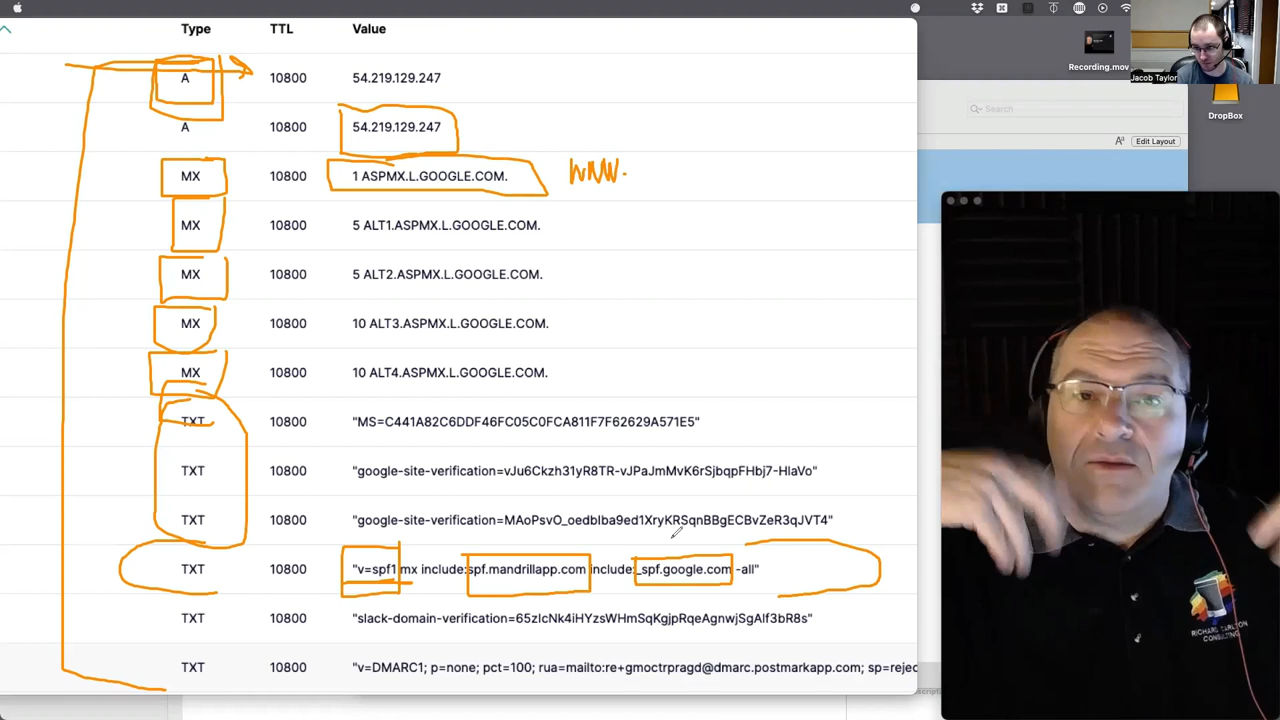 Type TTL Value
A 10800 54.219.129.247
A 10800 54.219.129.247
MX 10800 1 ASPMX.L.GOOGLE.COM. www.
MX 10800 5 ALT1.ASPMX.L.GOOGLE.COM.
MX 10800 5 ALT2.ASPMX.L.GOOGLE.COM.
MX 10800 10 ALT3.ASPMX.L.GOOGLE.COM.
MX 10800 10 ALT4.ASPMX.L.GOOGLE.COM.
TXT 10800 "MS=C441A82C6DDF46FC05C0FCA811F7F62629A571E5"
TXT 10800 "google-site-verification=vJu6Ckzh31yR8TR-vJPaJmMvK6rSjbqpFHbj7-HlaVo"
TXT 10800 "google-site-verification=MAoPsvO_oedbIba9ed1XryKRSqnBBgECBvZeR3qJVT4"
TXT 10800 "v=spf1 mx include:spf.mandrillapp.com include:_spf.google.com -all"
TXT 10800 "slack-domain-verification=65zIcNk4iHYzsWHmSqKgjpRqeAgnwjSgAlf3bR8s"
TXT 10800 "v=DMARC1; p=none; pct=100; rua=mailto:re+gmoctrpragd@dmarc.postmarkapp.com; sp=rejec
Recording.mov
Jacob Taylor
DropBox
Search
Edit Layout
RICHARD CARLTON
CONSULTING